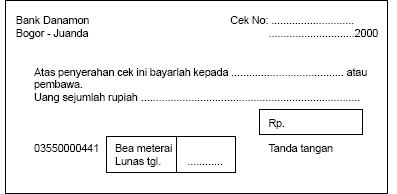 Bank Danamon Cek No: ............................
Bogor - Juanda .............................2000
Atas penyerahan cek ini bayarlah kepada ...................................... atau
pembawa.
Uang sejumlah rupiah ..........................................................................
Rp.
03550000441 Bea meterai Tanda tangan
Lunas tgl. ............